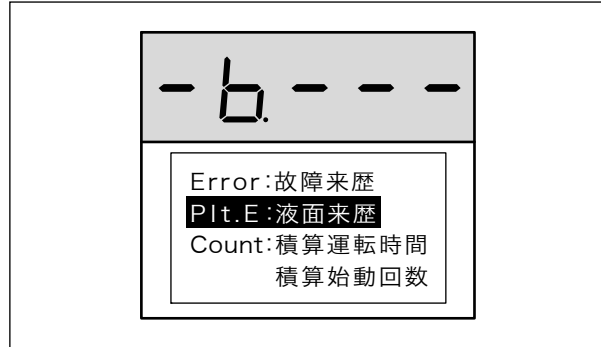 - b. - - -
Error:故障来歴
Plt.E:液面来歴
Count:積算運転時間
積算始動回数